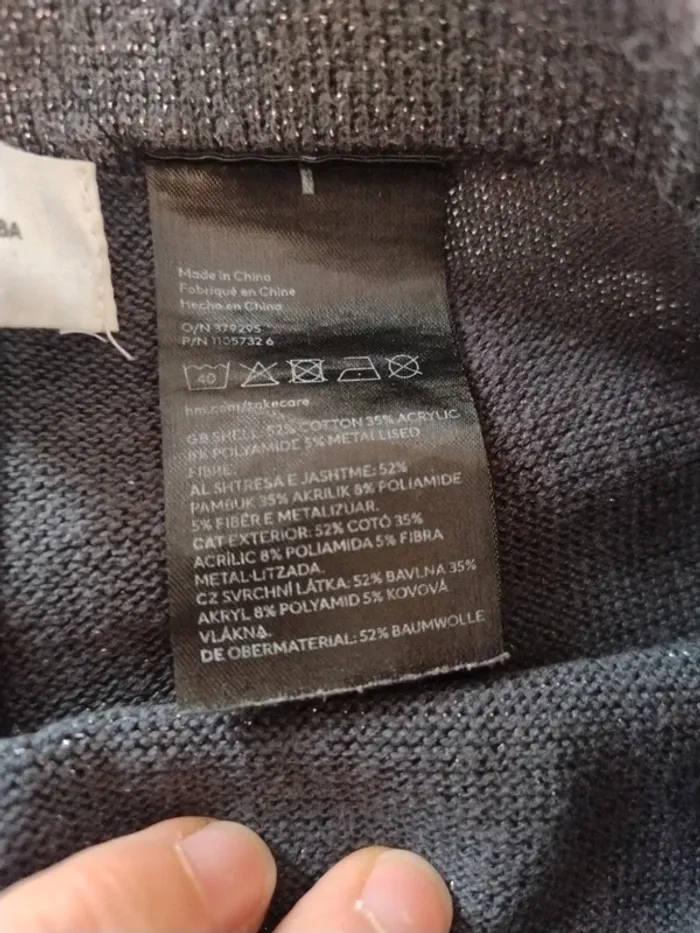 BA
Made in China
Fabriqué en Chine
Hecho en China
O/N 379295
P/N 1105732 6
40
hm.com/takecare
GB SHELL: 52% COTTON 35% ACRYLIC
8% POLYAMIDE 5% METALLISED
FIBRE.
AL SHTRESA E JASHTME: 52%
PAMBUK 35% AKRILIK 8% POLIAMIDE
5% FIBËR E METALIZUAR.
CAT EXTERIOR: 52% COTÓ 35%
ACRÍLIC 8% POLIAMIDA 5% FIBRA
METAL·LITZADA.
CZ SVRCHNÍ LÁTKA: 52% BAVLNA 35%
AKRYL 8% POLYAMID 5% KOVOVÁ
VLÁKNA.
DE OBERMATERIAL: 52% BAUMWOLLE